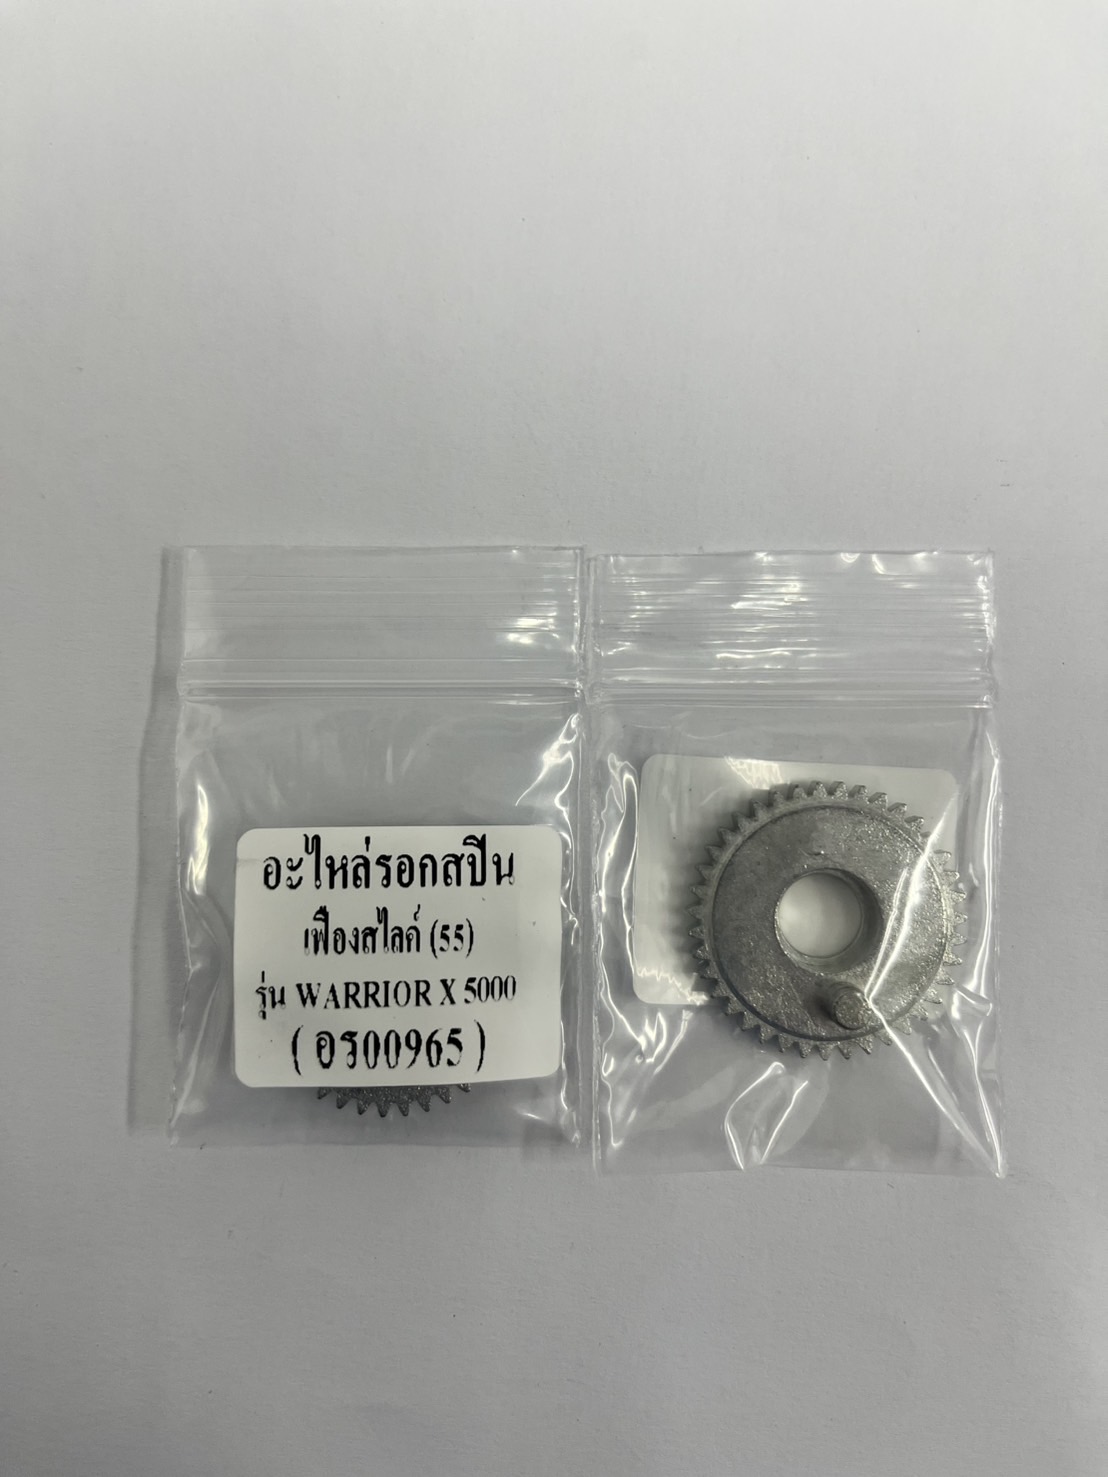 อะไหล่รอกสปิน
เฟืองสไลค์ (55)
รุ่น WARRIOR X 5000
( อร00965 )